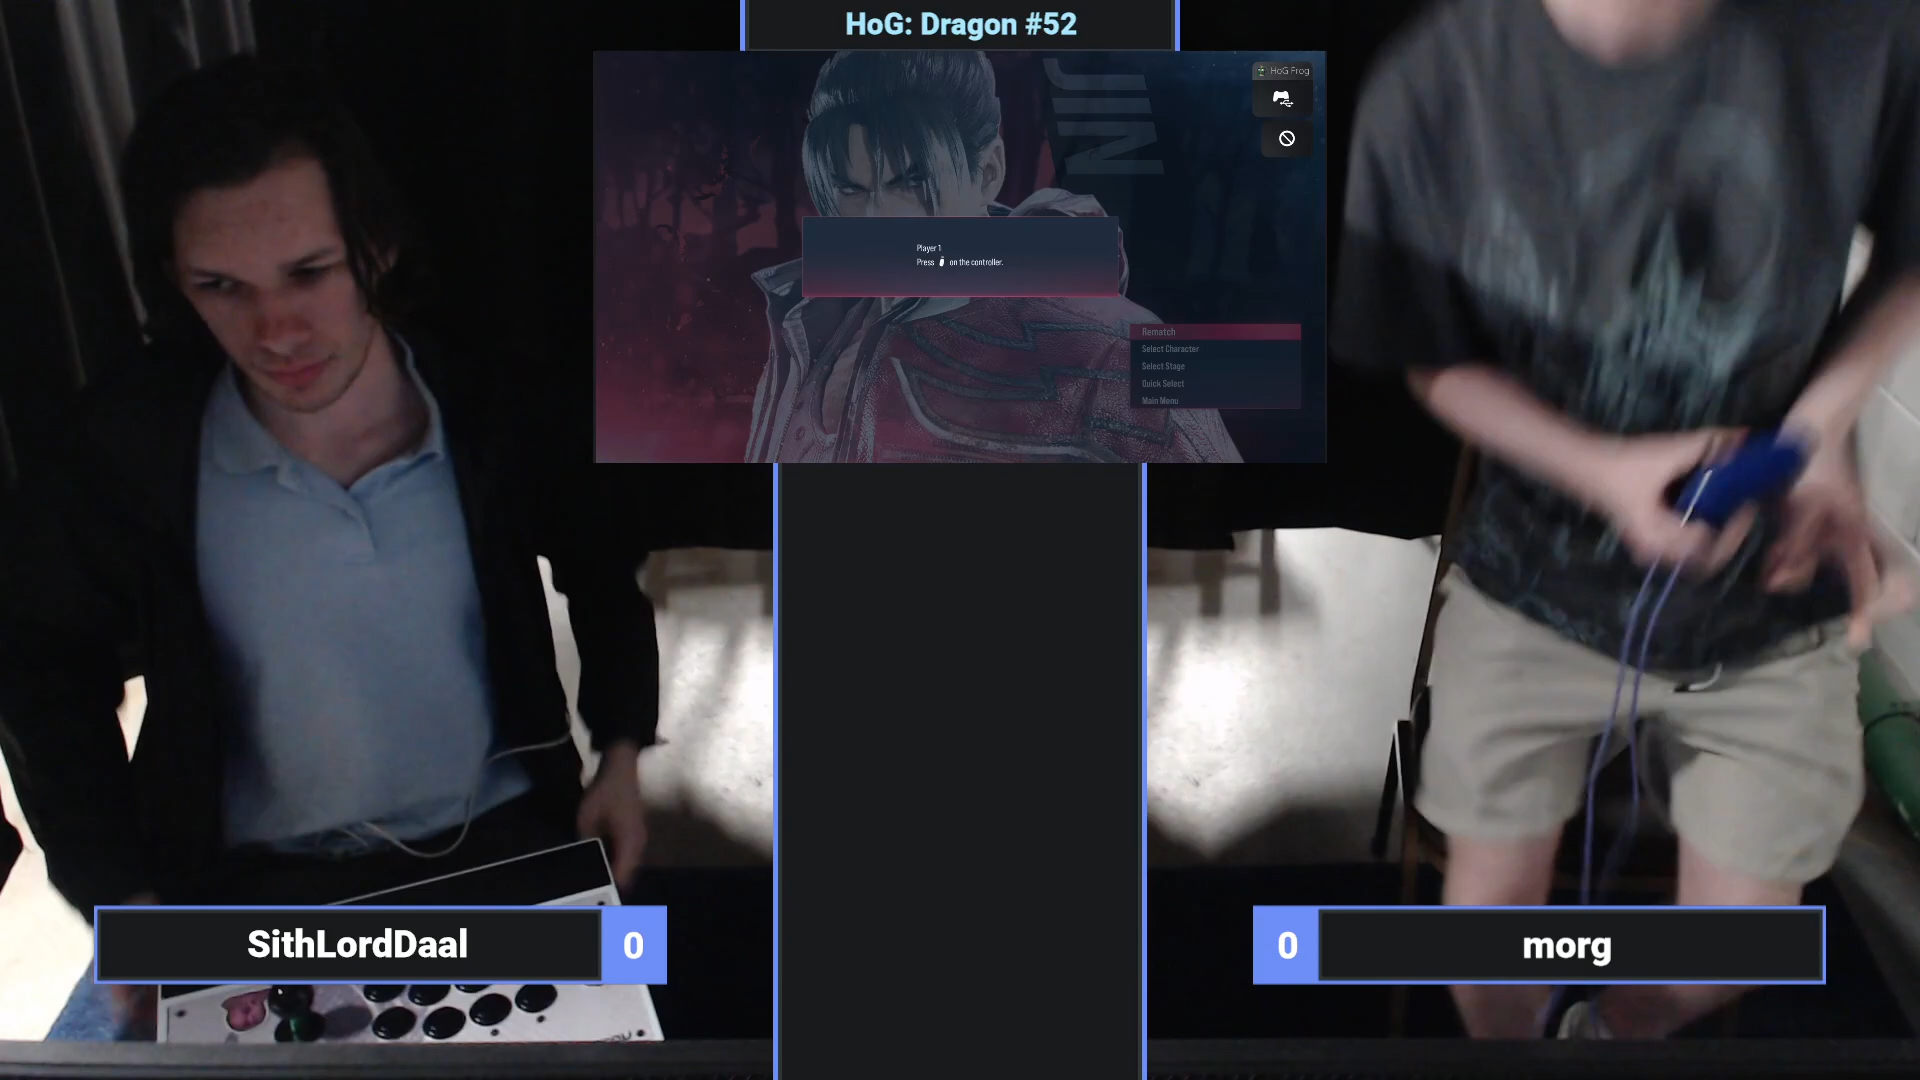 HoG: Dragon #52
JIN
HoG Frog
Player 1
Press on the controller.
Rematch
Select Character
Select Stage
Quick Select
Main Menu
SithLordDaal
0
0
morg